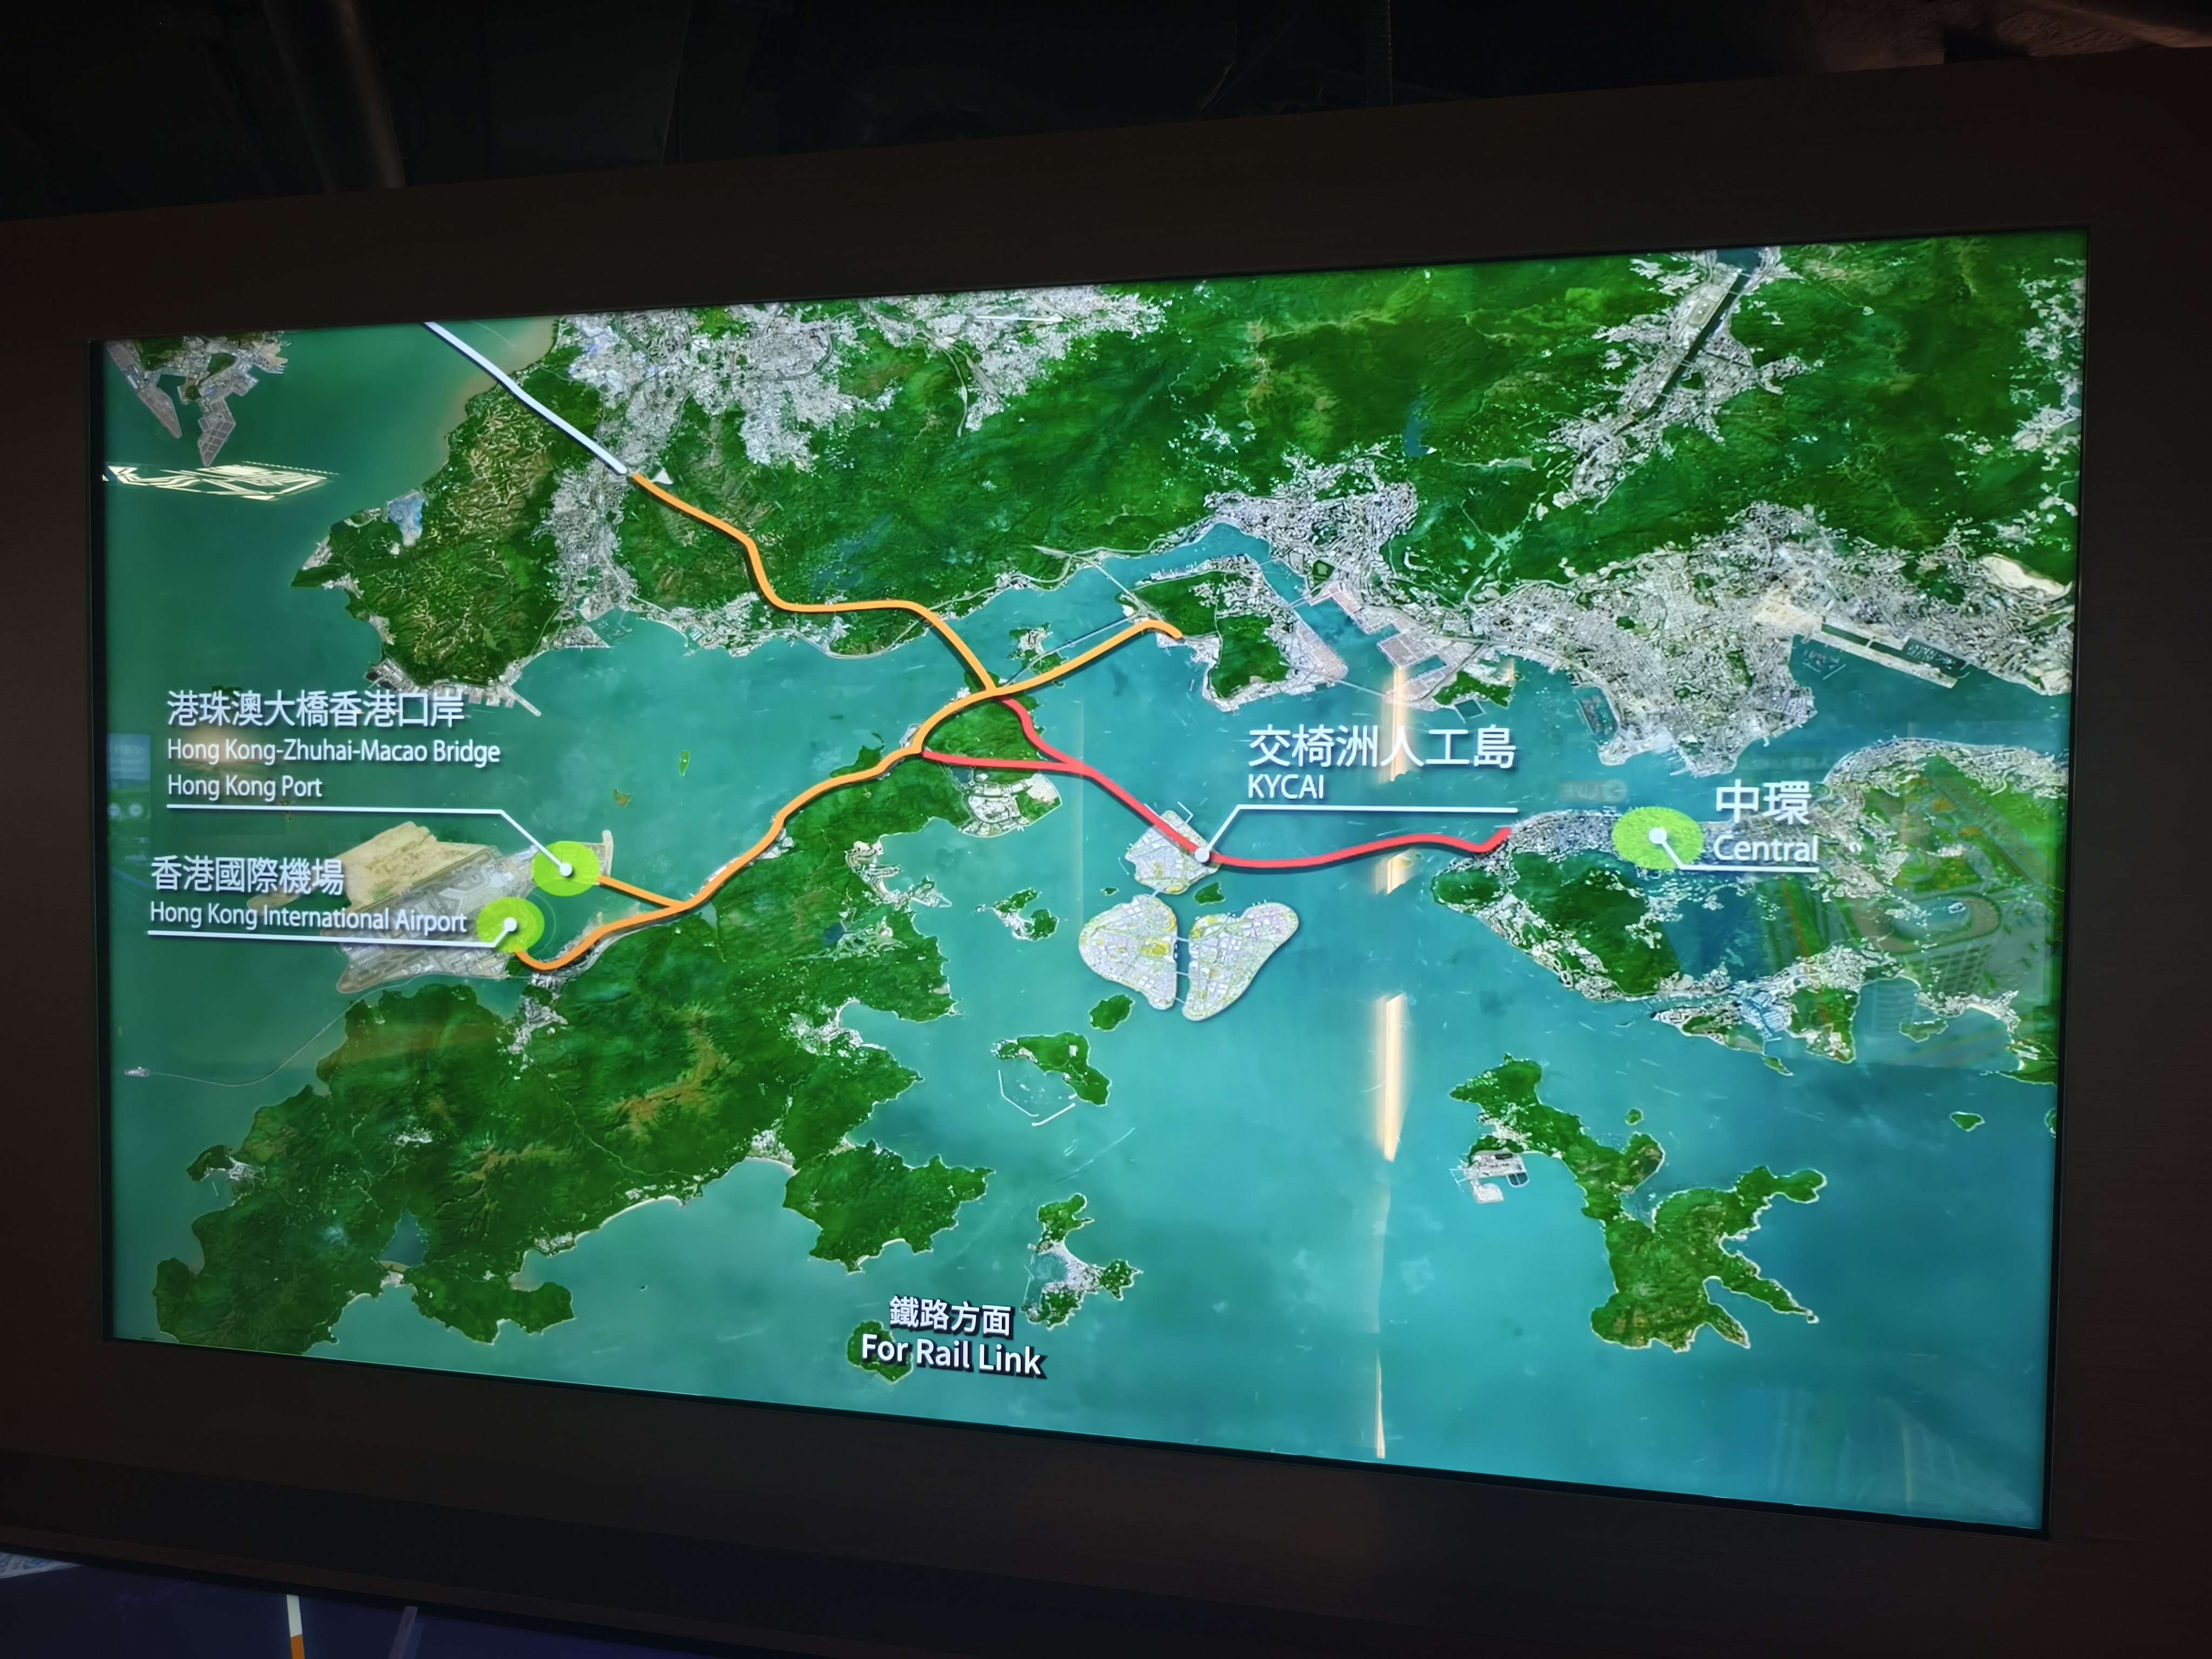 港珠澳大橋香港口岸
Hong Kong-Zhuhai-Macao Bridge
Hong Kong Port
香港國際機場
Hong Kong International Airport
交椅洲人工島
KYCAI
中環
Central
鐵路方面
For Rail Link